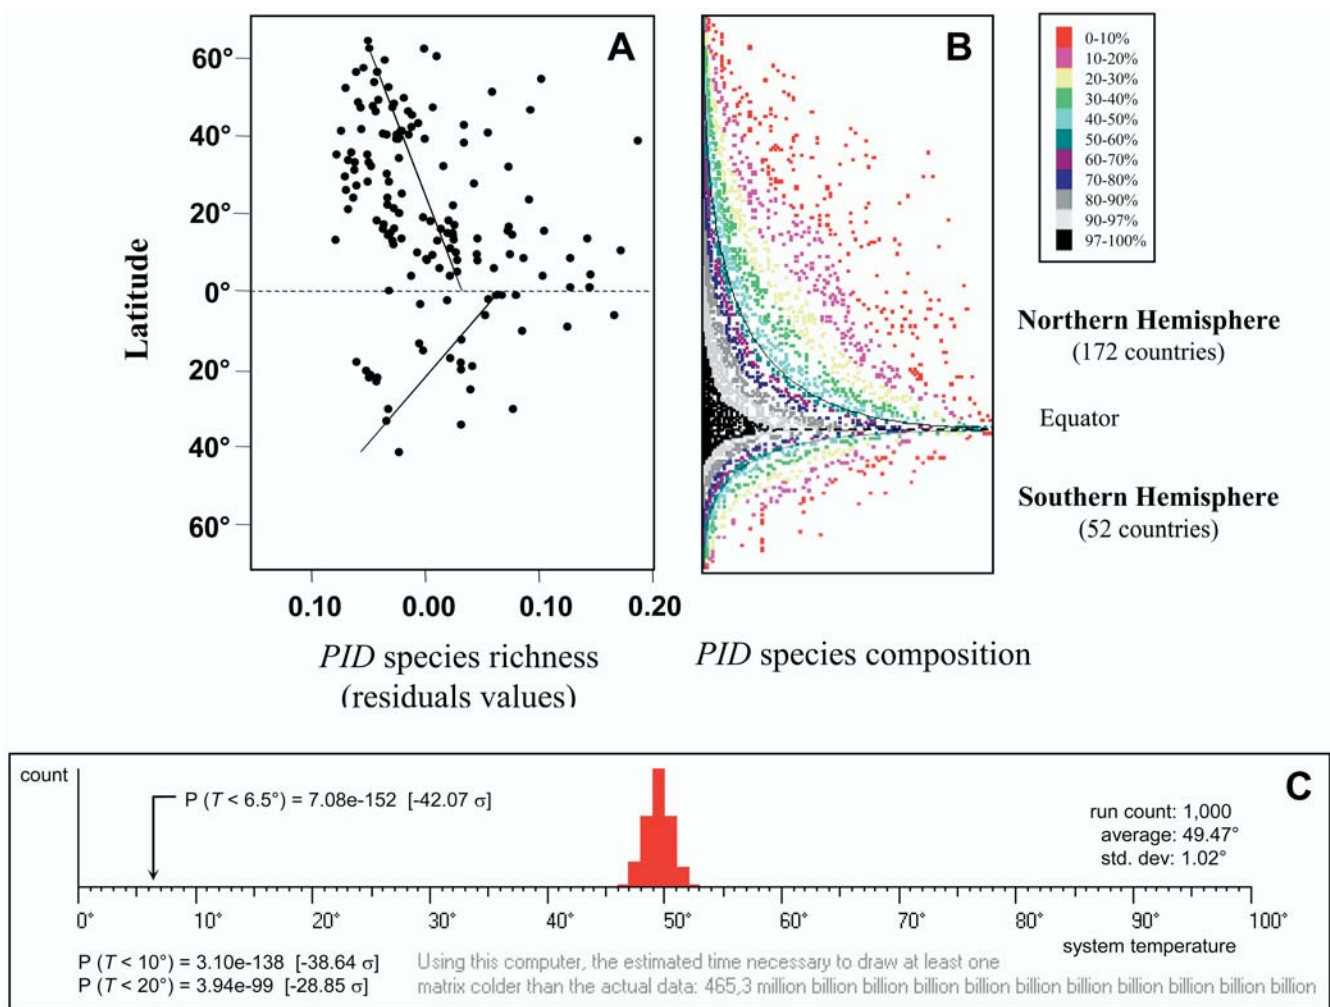 A
60°
40°
20°
0°
20°
40°
60°
Latitude
0.10 0.00 0.10 0.20
PID species richness
(residuals values)
B
PID species composition
0-10%
10-20%
20-30%
30-40%
40-50%
50-60%
60-70%
70-80%
80-90%
90-97%
97-100%
Northern Hemisphere
(172 countries)
Equator
Southern Hemisphere
(52 countries)
C
count
P (T < 6.5°) = 7.08e-152 [-42.07 σ]
run count: 1,000
average: 49.47°
std. dev: 1.02°
0° 10° 20° 30° 40° 50° 60° 70° 80° 90° 100°
system temperature
P (T < 10°) = 3.10e-138 [-38.64 σ]
P (T < 20°) = 3.94e-99 [-28.85 σ]
Using this computer, the estimated time necessary to draw at least one
matrix colder than the actual data: 465,3 million billion billion billion billion billion billion billion billion billion billion